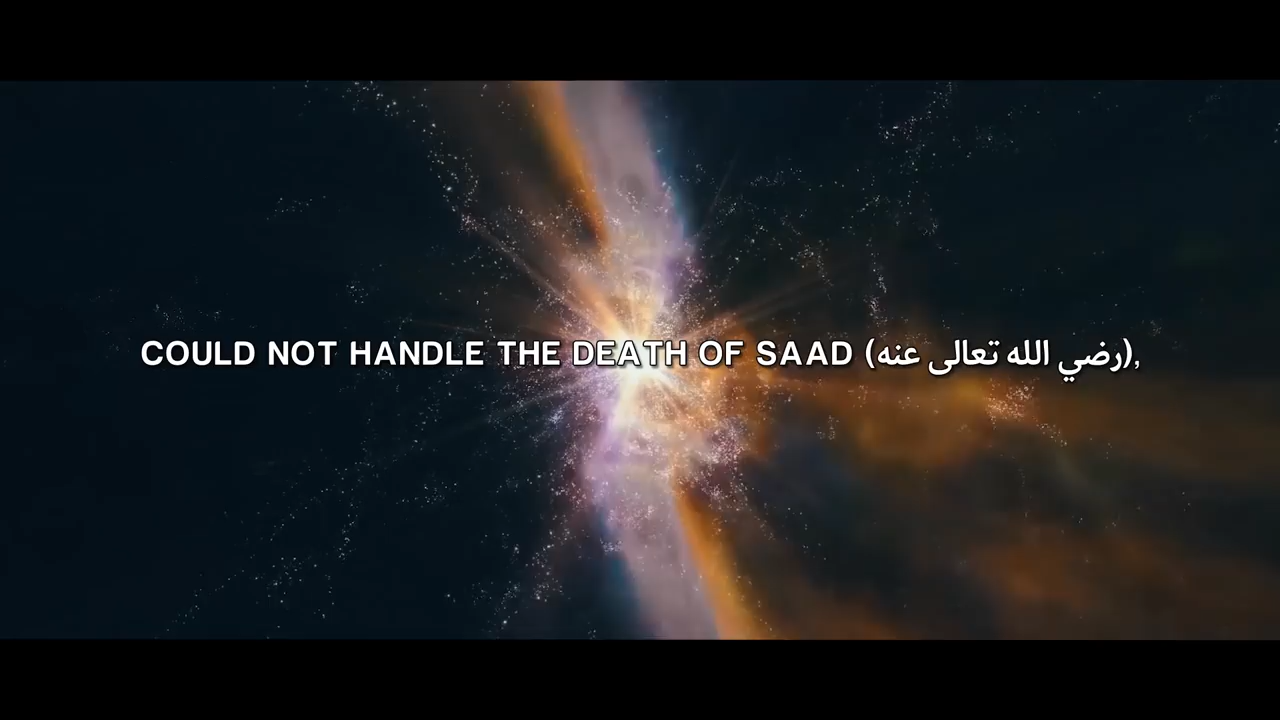 COULD NOT HANDLE THE DEATH OF SAAD (رضي الله تعالى عنه),